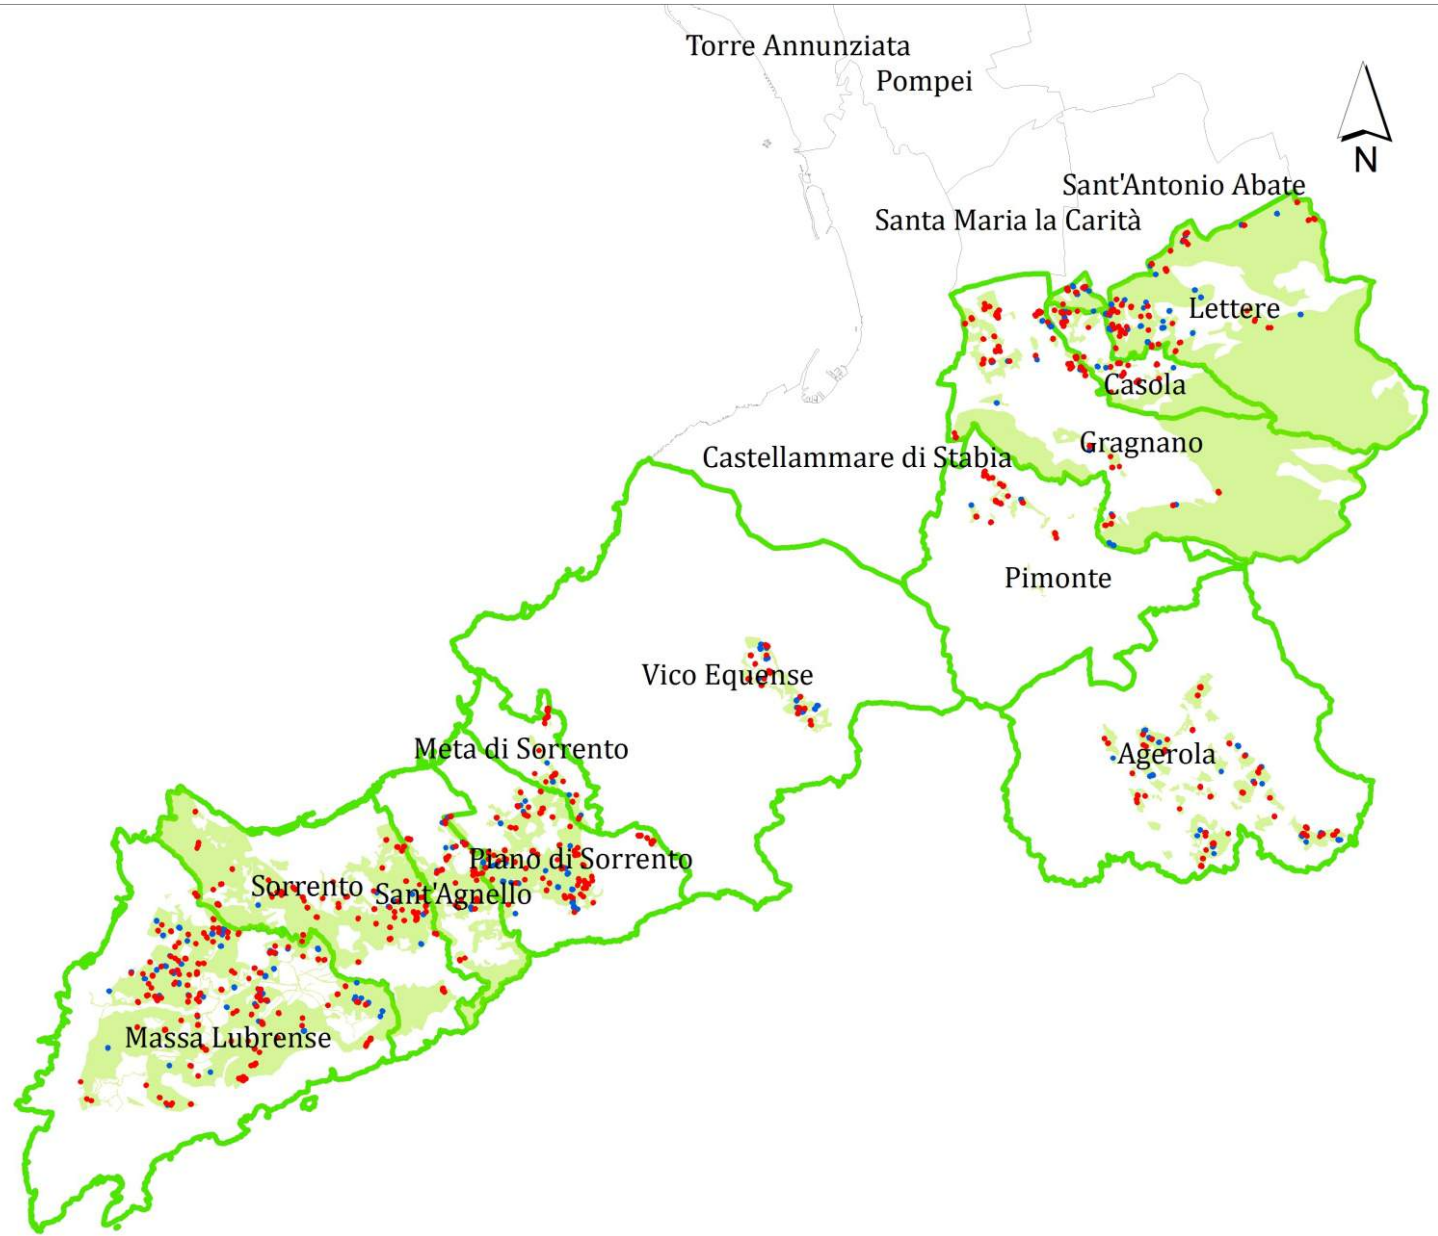 Torre Annunziata
Pompei
N
Sant'Antonio Abate
Santa Maria la Carità
Lettere
Casola
Gragnano
Castellammare di Stabia
Pimonte
Vico Equense
Meta di Sorrento
Agerola
Piano di Sorrento
Sorrento
Sant'Agnello
Massa Lubrense